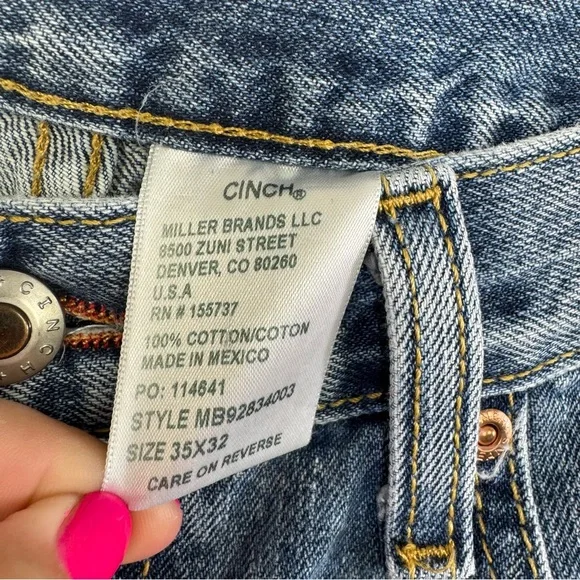 CINCH®
MILLER BRANDS LLC
8500 ZUNI STREET
DENVER, CO 80260
U.S.A
RN # 155737
100% COTTON/COTON
MADE IN MEXICO
PO: 114641
STYLE MB92834003
SIZE 35X32
CARE ON REVERSE
CINCH